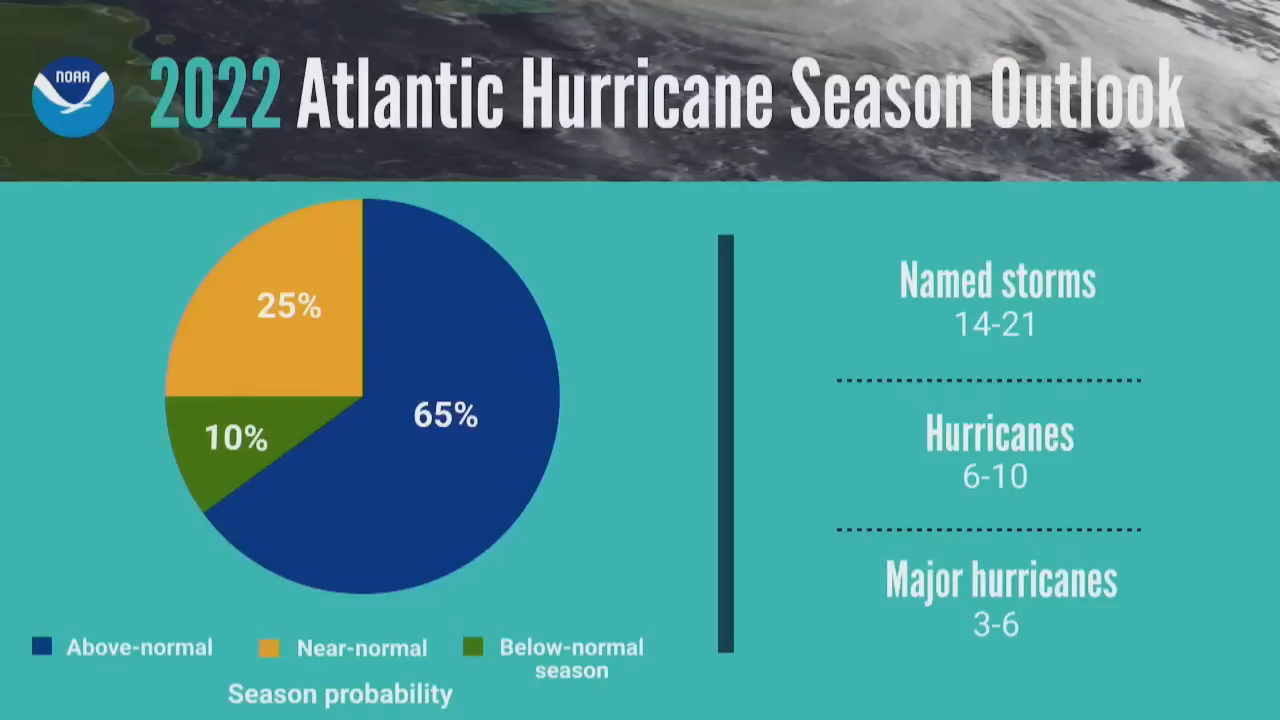 NOAA
2022 Atlantic Hurricane Season Outlook
25%
10%
65%
Above-normal
Near-normal
Below-normal
season
Season probability
Named storms
14-21
Hurricanes
6-10
Major hurricanes
3-6